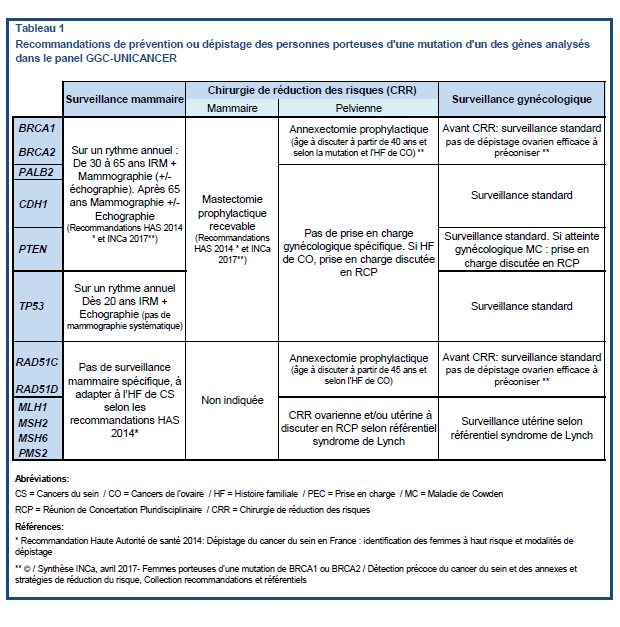 Tableau 1
Recommandations de prévention ou dépistage des personnes porteuses d'une mutation d'un des gènes analysés
dans le panel GGC-UNICANCER
Surveillance mammaire
Chirurgie de réduction des risques (CRR)
Mammaire
Pelvienne
Surveillance gynécologique
BRCA1
BRCA2
PALB2
CDH1
PTEN
TP53
RAD51C
RAD51D
MLH1
MSH2
MSH6
PMS2
Sur un rythme annuel :
De 30 à 65 ans IRM +
Mammographie (+/-
échographie). Après 65
ans Mammographie +/-
Echographie
(Recommandations HAS 2014
* et INCa 2017**)
Sur un rythme annuel
Dès 20 ans IRM +
Echographie (pas de
mammographie systématique)
Pas de surveillance
mammaire spécifique, à
adapter à l'HF de CS
selon les
recommandations HAS
2014*
Mastectomie
prophylactique
recevable
(Recommandations
HAS 2014 * et INCa
2017**)
Non indiquée
Annexectomie prophylactique
(âge à discuter à partir de 40 ans et
selon la mutation et l'HF de CO) **
Pas de prise en charge
gynécologique spécifique. Si HF
de CO, prise en charge discutée
en RCP
Annexectomie prophylactique
(âge à discuter à partir de 45 ans et
selon l'HF de CO)
CRR ovarienne et/ou utérine à
discuter en RCP selon référentiel
syndrome de Lynch
Avant CRR: surveillance standard
pas de dépistage ovarien efficace à
préconiser **
Surveillance standard
Surveillance standard. Si atteinte
gynécologique MC : prise en
charge discutée en RCP
Surveillance standard
Avant CRR: surveillance standard
pas de dépistage ovarien efficace à
préconiser **
Surveillance utérine selon
référentiel syndrome de Lynch
Abréviations:
CS = Cancers du sein / CO = Cancers de l'ovaire / HF = Histoire familiale / PEC = Prise en charge / MC = Maladie de Cowden
RCP = Réunion de Concertation Pluridisciplinaire / CRR = Chirurgie de réduction des risques
Références:
* Recommandation Haute Autorité de santé 2014: Dépistage du cancer du sein en France : identification des femmes à haut risque et modalités de
dépistage
** © / Synthèse INCa, avril 2017- Femmes porteuses d'une mutation de BRCA1 ou BRCA2 / Détection précoce du cancer du sein et des annexes et
stratégies de réduction du risque, Collection recommandations et référentiels